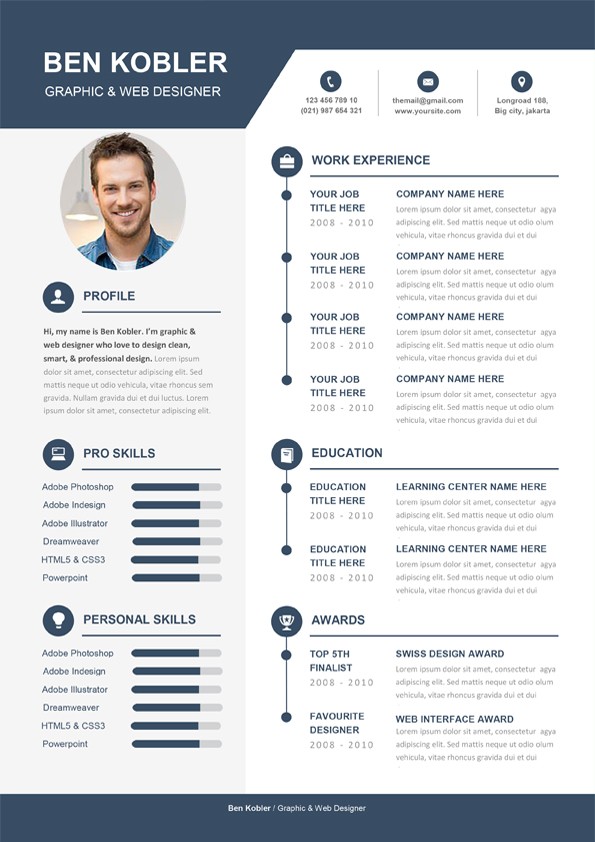 BEN KOBLER
GRAPHIC & WEB DESIGNER
123 456 789 10
(021) 987 654 321
themail@gmail.com
www.yoursite.com
Longroad 188,
Big city, jakarta
PROFILE
Hi, my name is Ben Kobler. I'm graphic &
web designer who love to design clean,
smart, & professional design. Lorem ipsum
dolor sit amet, consectetur adipiscing elit. Sed
mattis neque ut odio vehicula, vitae rhoncus
gravida. Nullam gravida dui et dui luctus. Lorem
dolor sit amet, consectetur adipiscing elit.
PRO SKILLS
Adobe Photoshop
Adobe Indesign
Adobe Illustrator
Dreamweaver
HTML5 & CSS3
Powerpoint
PERSONAL SKILLS
Adobe Photoshop
Adobe Indesign
Adobe Illustrator
Dreamweaver
HTML5 & CSS3
Powerpoint
WORK EXPERIENCE
YOUR JOB
TITLE HERE
2008 - 2010
COMPANY NAME HERE
Lorem ipsum dolor sit amet, consectetur agya
adipiscing elit. Sed mattis neque ut odio dui
vehicula, vitae rhoncus gravida dui et dui
YOUR JOB
TITLE HERE
2008 - 2010
COMPANY NAME HERE
Lorem ipsum dolor sit amet, consectetur agya
adipiscing elit. Sed mattis neque ut odio dui
vehicula, vitae rhoncus gravida dui et dui
YOUR JOB
TITLE HERE
2008 - 2010
COMPANY NAME HERE
Lorem ipsum dolor sit amet, consectetur agya
adipiscing elit. Sed mattis neque ut odio dui
vehicula, vitae rhoncus gravida dui et dui
YOUR JOB
TITLE HERE
2008 - 2010
COMPANY NAME HERE
Lorem ipsum dolor sit amet, consectetur agya
adipiscing elit. Sed mattis neque ut odio dui
vehicula, vitae rhoncus gravida dui et dui
EDUCATION
EDUCATION
TITLE HERE
2008 - 2010
LEARNING CENTER NAME HERE
Lorem ipsum dolor sit amet, consectetur agya
adipiscing elit. Sed mattis neque ut odio dui
vehicula, vitae rhoncus gravida dui et dui
EDUCATION
TITLE HERE
2008 - 2010
LEARNING CENTER NAME HERE
Lorem ipsum dolor sit amet, consectetur agya
adipiscing elit. Sed mattis neque ut odio dui
vehicula, vitae rhoncus gravida dui et dui
AWARDS
TOP 5TH
FINALIST
2008 - 2010
SWISS DESIGN AWARD
Lorem ipsum dolor sit amet, consectetur agya
adipiscing elit. Sed mattis neque ut odio dui
vehicula, vitae rhoncus gravida dui et dui
FAVOURITE
DESIGNER
2008 - 2010
WEB INTERFACE AWARD
Lorem ipsum dolor sit amet, consectetur agya
adipiscing elit. Sed mattis neque ut odio dui
vehicula, vitae rhoncus gravida dui et dui
Ben Kobler / Graphic & Web Designer